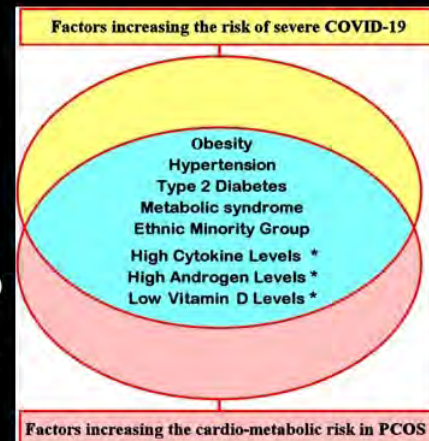 Factors increasing the risk of severe COVID-19
Obesity
Hypertension
Type 2 Diabetes
Metabolic syndrome
Ethnic Minority Group
High Cytokine Levels *
High Androgen Levels *
Low Vitamin D Levels *
Factors increasing the cardio-metabolic risk in PCOS